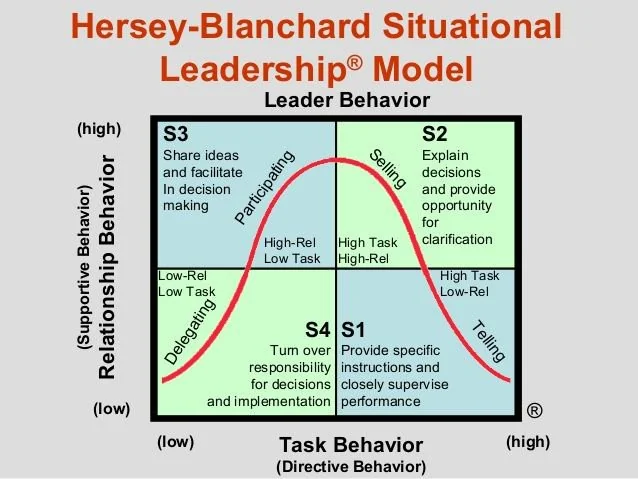 Hersey-Blanchard Situational
Leadership® Model
Leader Behavior
(high)
(Supportive Behavior)
Relationship Behavior
(low)
S3
Share ideas
and facilitate
In decision
making
Participating
High-Rel
Low Task
S2
Selling
Explain
decisions
and provide
opportunity
for
clarification
High Task
High-Rel
Low-Rel
Low Task
Delegating
S4
Turn over
responsibility
for decisions
and implementation
High Task
Low-Rel
Telling
S1
Provide specific
instructions and
closely supervise
performance
®
(low)
Task Behavior
(high)
(Directive Behavior)